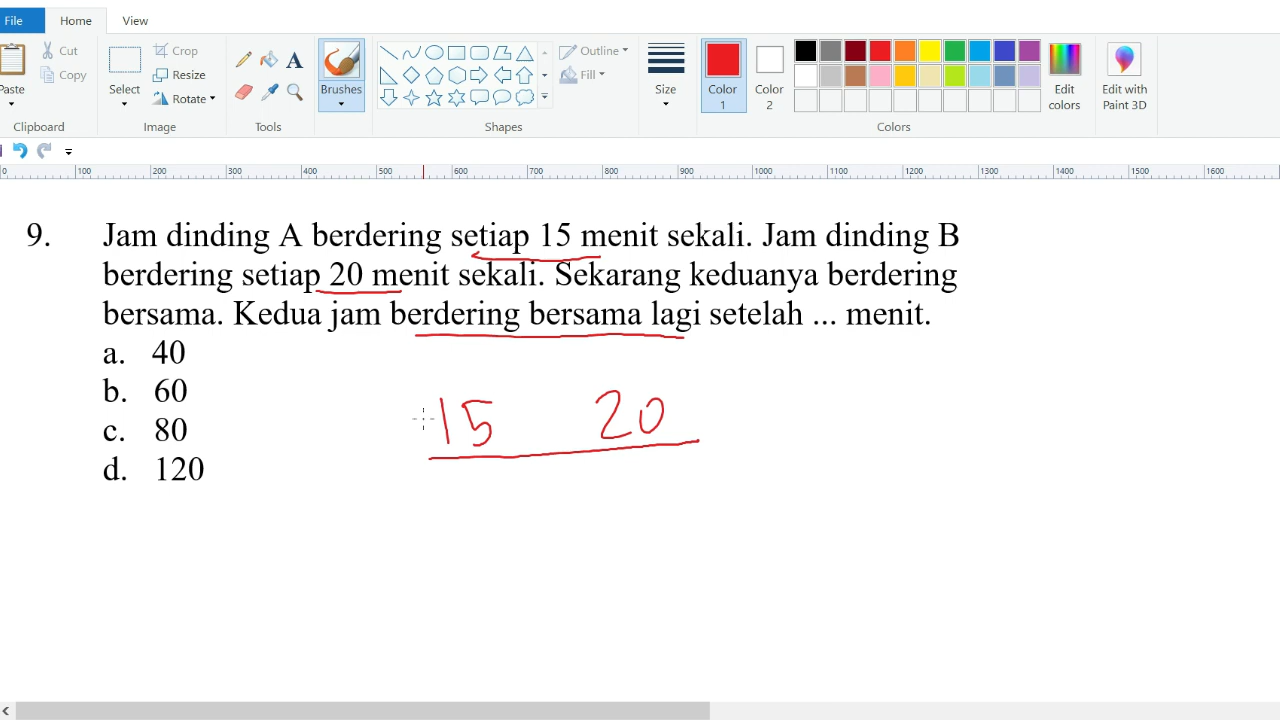 File Home View
Paste Cut Copy Select Crop Resize Rotate A Brushes Outline Fill Size Color 1 Color 2 Edit colors Edit with Paint 3D
Clipboard Image Tools Shapes Colors
0 100 200 300 400 500 600 700 800 900 1000 1100 1200 1300 1400 1500 1600
9. Jam dinding A berdering setiap 15 menit sekali. Jam dinding B
berdering setiap 20 menit sekali. Sekarang keduanya berdering
bersama. Kedua jam berdering bersama lagi setelah ... menit.
a. 40
b. 60
c. 80
d. 120
15 20